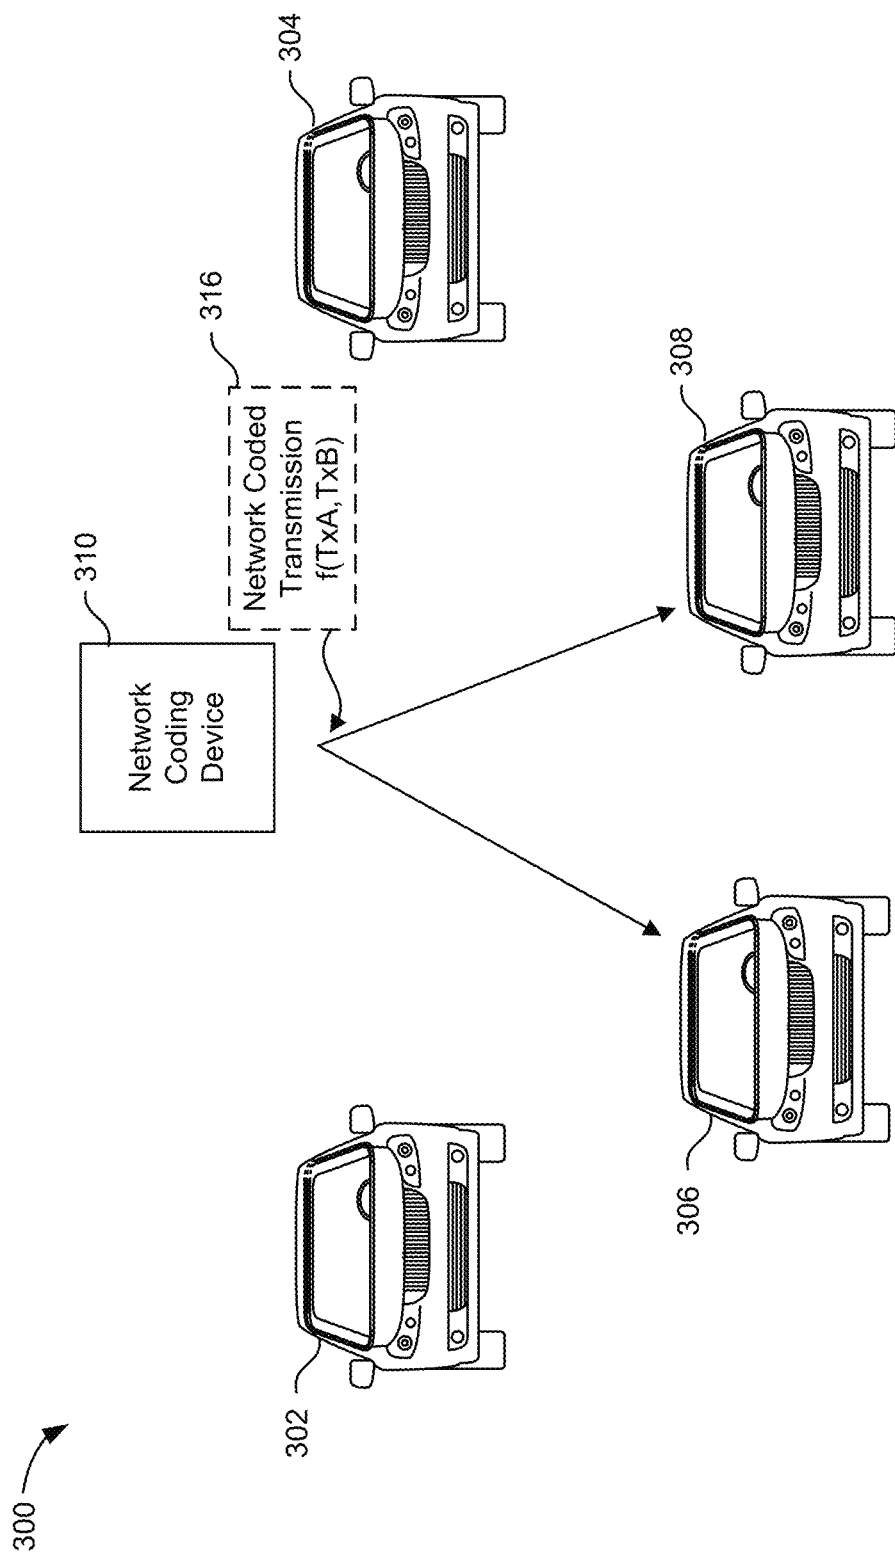 300
310
Network
Coding
Device
316
Network Coded
Transmission
f(TxA, TxB)
302
304
306
308